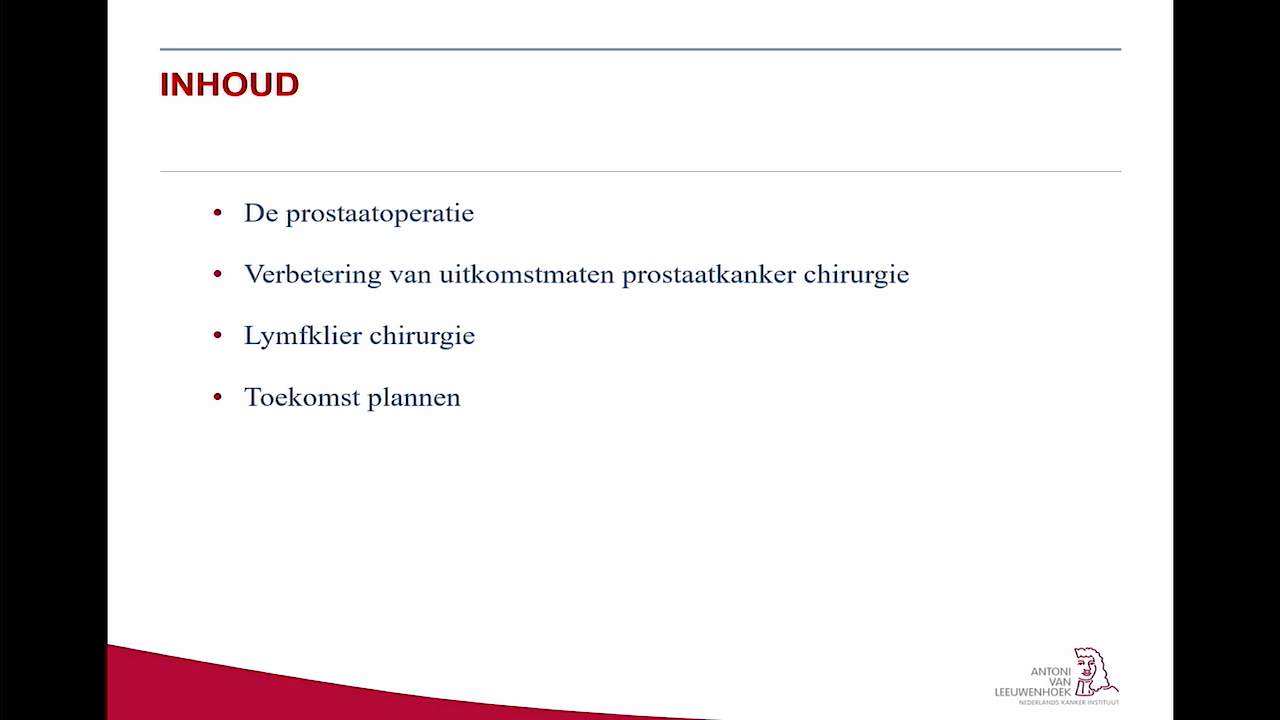 INHOUD
• De prostaatoperatie
• Verbetering van uitkomstmaten prostaatkanker chirurgie
• Lymfklier chirurgie
• Toekomst plannen
ANTONI
VAN
LEEUWENHOEK
NEDERLANDS KANKER INSTITUUT